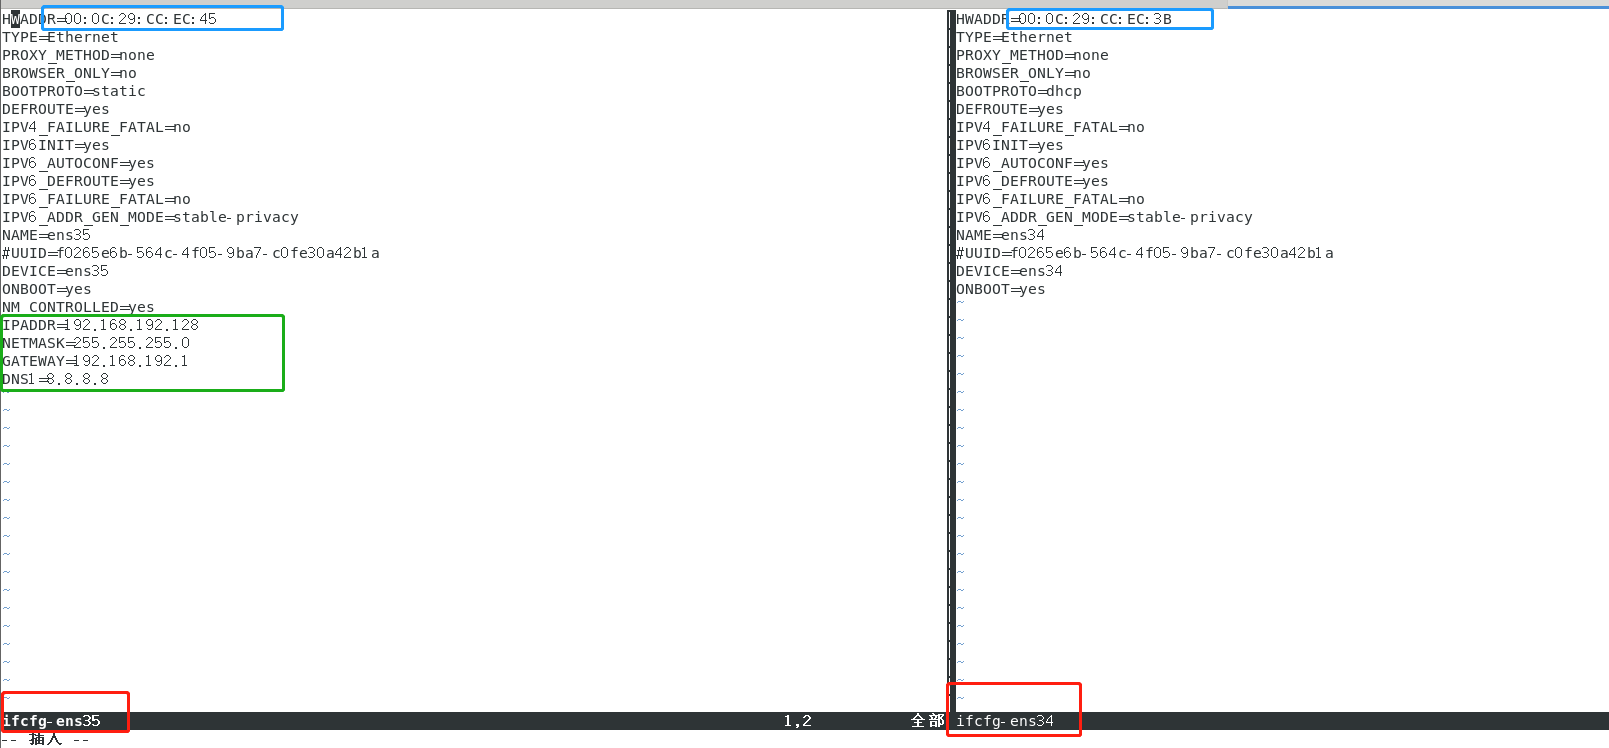 HWADDR=00:0C:29:CC:EC:45
TYPE=Ethernet
PROXY_METHOD=none
BROWSER_ONLY=no
BOOTPROTO=static
DEFROUTE=yes
IPV4_FAILURE_FATAL=no
IPV6INIT=yes
IPV6_AUTOCONF=yes
IPV6_DEFROUTE=yes
IPV6_FAILURE_FATAL=no
IPV6_ADDR_GEN_MODE=stable-privacy
NAME=ens35
#UUID=f0265e6b-564c-4f05-9ba7-c0fe30a42b1a
DEVICE=ens35
ONBOOT=yes
NM_CONTROLLED=yes
IPADDR=192.168.192.128
NETMASK=255.255.255.0
GATEWAY=192.168.192.1
DNS1=8.8.8.8
ifcfg-ens35 1,2 全部
-- 插入 --
HWADDR=00:0C:29:CC:EC:3B
TYPE=Ethernet
PROXY_METHOD=none
BROWSER_ONLY=no
BOOTPROTO=dhcp
DEFROUTE=yes
IPV4_FAILURE_FATAL=no
IPV6INIT=yes
IPV6_AUTOCONF=yes
IPV6_DEFROUTE=yes
IPV6_FAILURE_FATAL=no
IPV6_ADDR_GEN_MODE=stable-privacy
NAME=ens34
#UUID=f0265e6b-564c-4f05-9ba7-c0fe30a42b1a
DEVICE=ens34
ONBOOT=yes
ifcfg-ens34